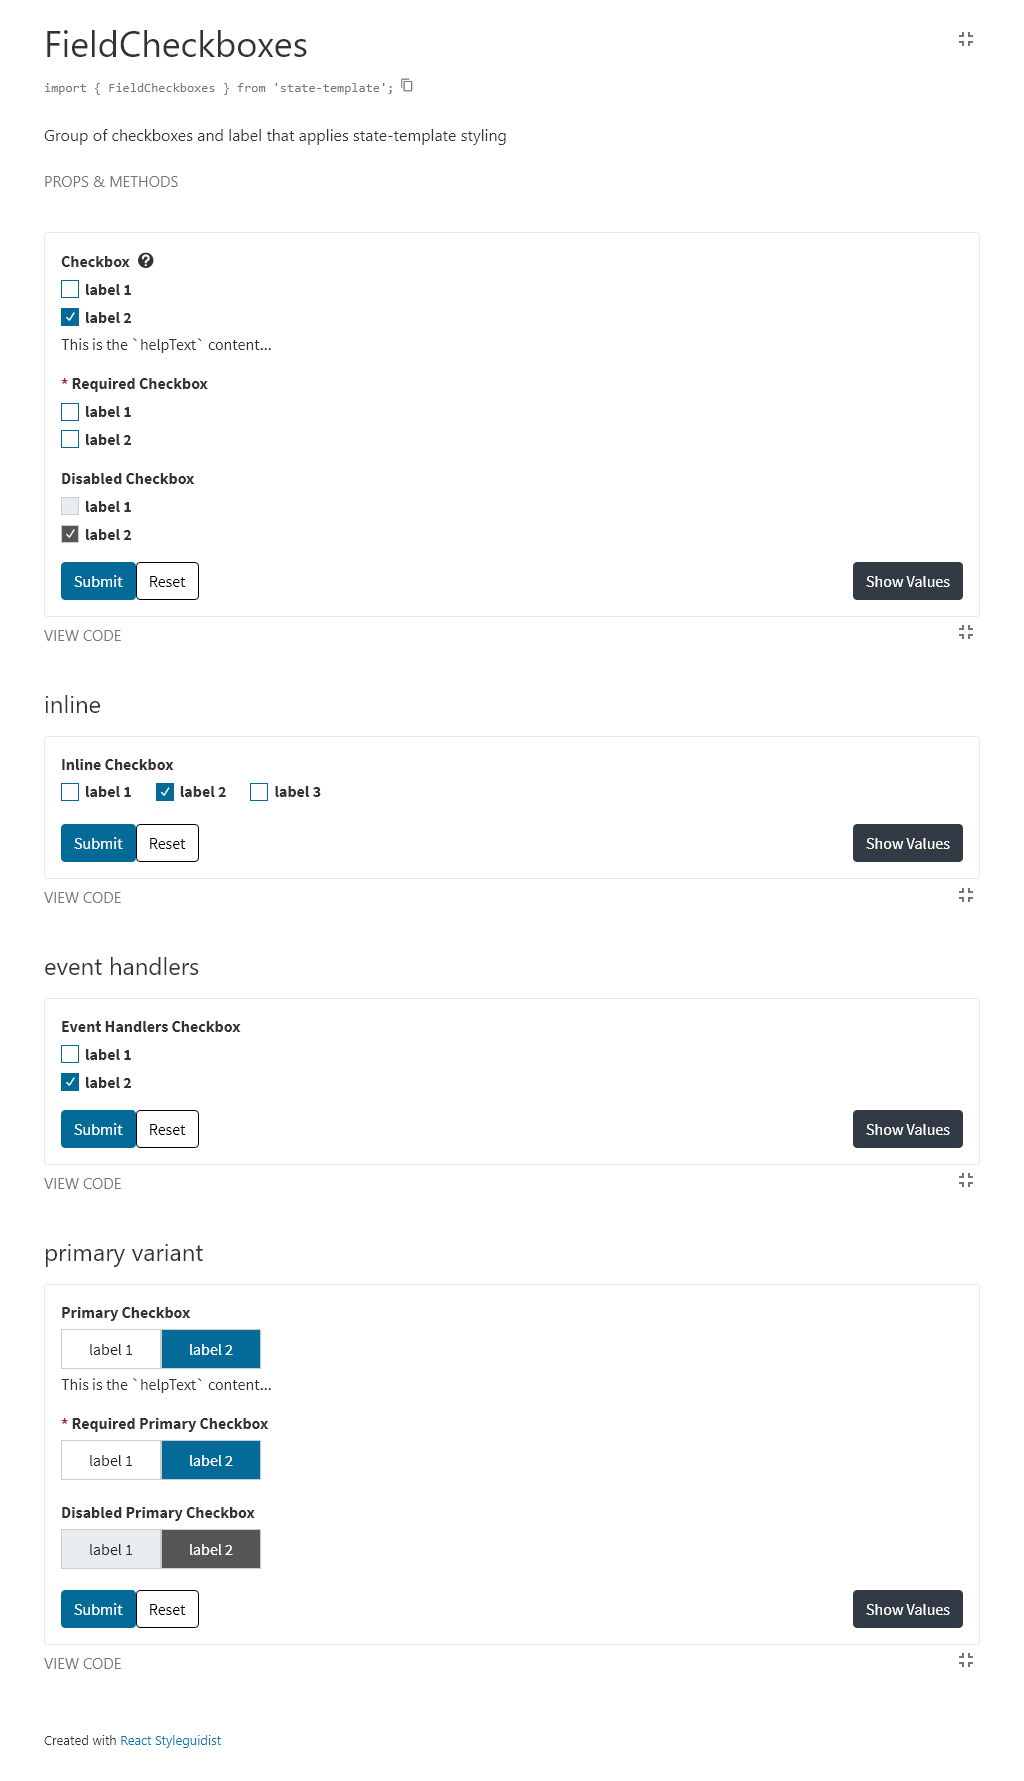 FieldCheckboxes
import { FieldCheckboxes } from 'state-template';
Group of checkboxes and label that applies state-template styling
PROPS & METHODS
Checkbox
label 1
label 2
This is the `helpText` content...
* Required Checkbox
label 1
label 2
Disabled Checkbox
label 1
label 2
Submit Reset Show Values
VIEW CODE
inline
Inline Checkbox
label 1 label 2 label 3
Submit Reset Show Values
VIEW CODE
event handlers
Event Handlers Checkbox
label 1
label 2
Submit Reset Show Values
VIEW CODE
primary variant
Primary Checkbox
label 1 label 2
This is the `helpText` content...
* Required Primary Checkbox
label 1 label 2
Disabled Primary Checkbox
label 1 label 2
Submit Reset Show Values
VIEW CODE
Created with React Styleguidist